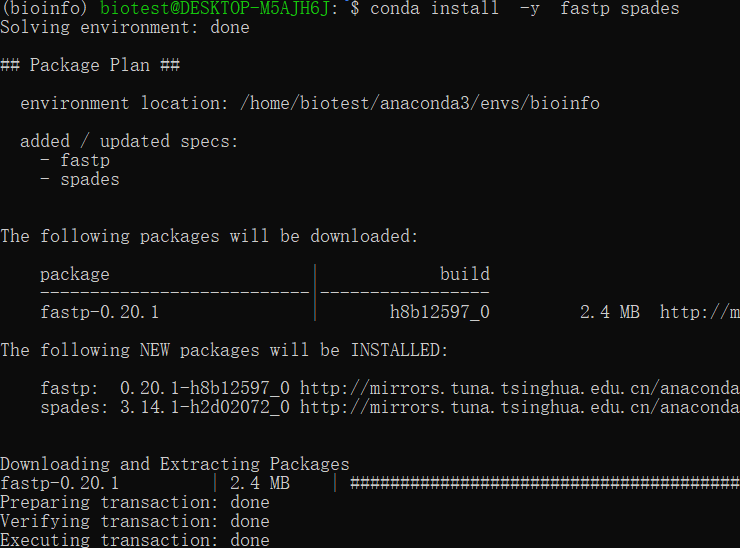 (bioinfo) biotest@DESKTOP-M5AJH6J:~$ conda install  -y  fastp spades
Solving environment: done
## Package Plan ##
environment location: /home/biotest/anaconda3/envs/bioinfo
added / updated specs:
- fastp
- spades
The following packages will be downloaded:
package                    |            build
---------------------------|-----------------
fastp-0.20.1               |       h8b12597_0         2.4 MB  http://m
The following NEW packages will be INSTALLED:
fastp:  0.20.1-h8b12597_0 http://mirrors.tuna.tsinghua.edu.cn/anaconda
spades: 3.14.1-h2d02072_0 http://mirrors.tuna.tsinghua.edu.cn/anaconda
Downloading and Extracting Packages
fastp-0.20.1         | 2.4 MB    | #######################################
Preparing transaction: done
Verifying transaction: done
Executing transaction: done